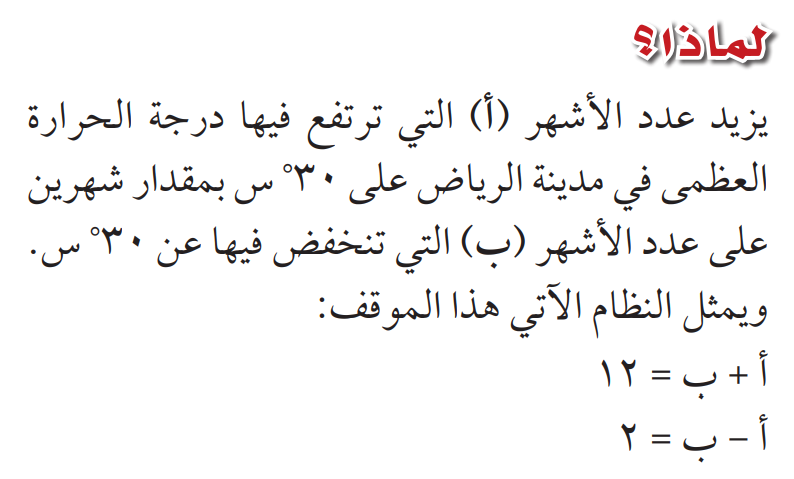 لماذا؟
يزيد عدد الأشهر (أ) التي ترتفع فيها درجة الحرارة
العظمى في مدينة الرياض على ٣٠° س بمقدار شهرين
على عدد الأشهر (ب) التي تنخفض فيها عن ٣٠° س.
ويمثل النظام الآتي هذا الموقف:
أ + ب = ١٢
أ – ب = ٢